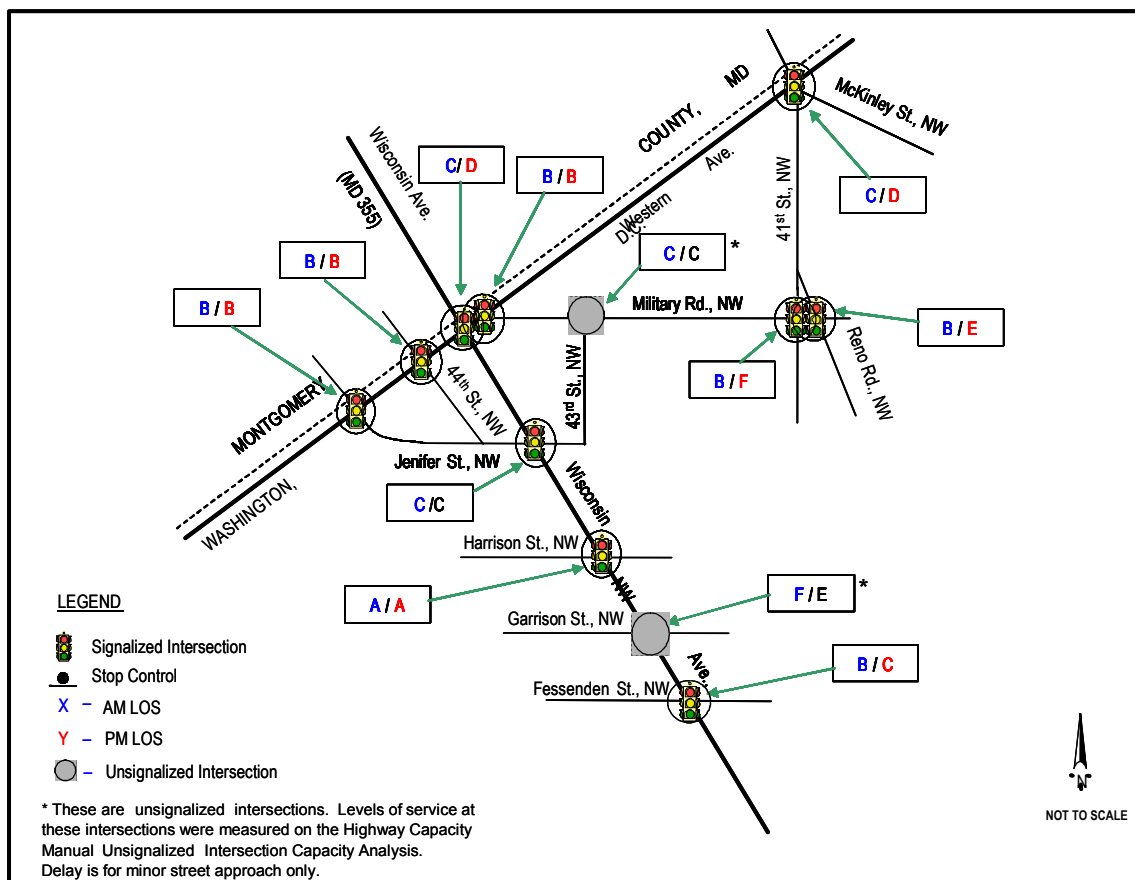 COUNTY, MD
McKinley St., NW
Wisconsin Ave.
(MD 355)
C/D
B / B
Western Ave.
D.C.
41st St., NW
C/D
C / C *
B / B
B / B
Military Rd., NW
B / E
Reno Rd., NW
B / F
MONTGOMERY
44th St., NW
43rd St., NW
WASHINGTON,
Jenifer St., NW
C/C
Wisconsin
NW
Ave.,
Harrison St., NW
A / A
F / E *
Garrison St., NW
B / C
Fessenden St., NW
LEGEND
Signalized Intersection
Stop Control
X – AM LOS
Y – PM LOS
– Unsignalized Intersection
N
NOT TO SCALE
* These are unsignalized intersections. Levels of service at
these intersections were measured on the Highway Capacity
Manual Unsignalized Intersection Capacity Analysis.
Delay is for minor street approach only.